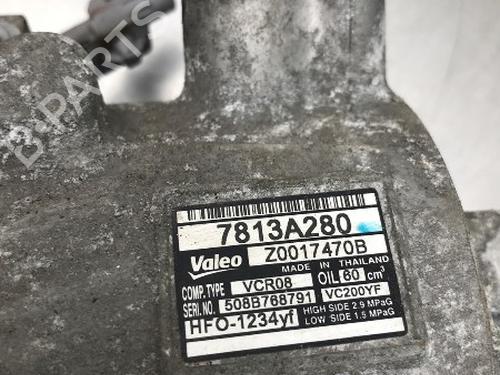 B-PARTS
7813A280
Valeo Z0017470B
MADE IN THAILAND
COMP. TYPE VCR08 OIL 60 cm³
SERI.NO. 508B768791 VC200YF
HFO-1234yf HIGH SIDE 2.9 MPaG
LOW SIDE 1.5 MPaG